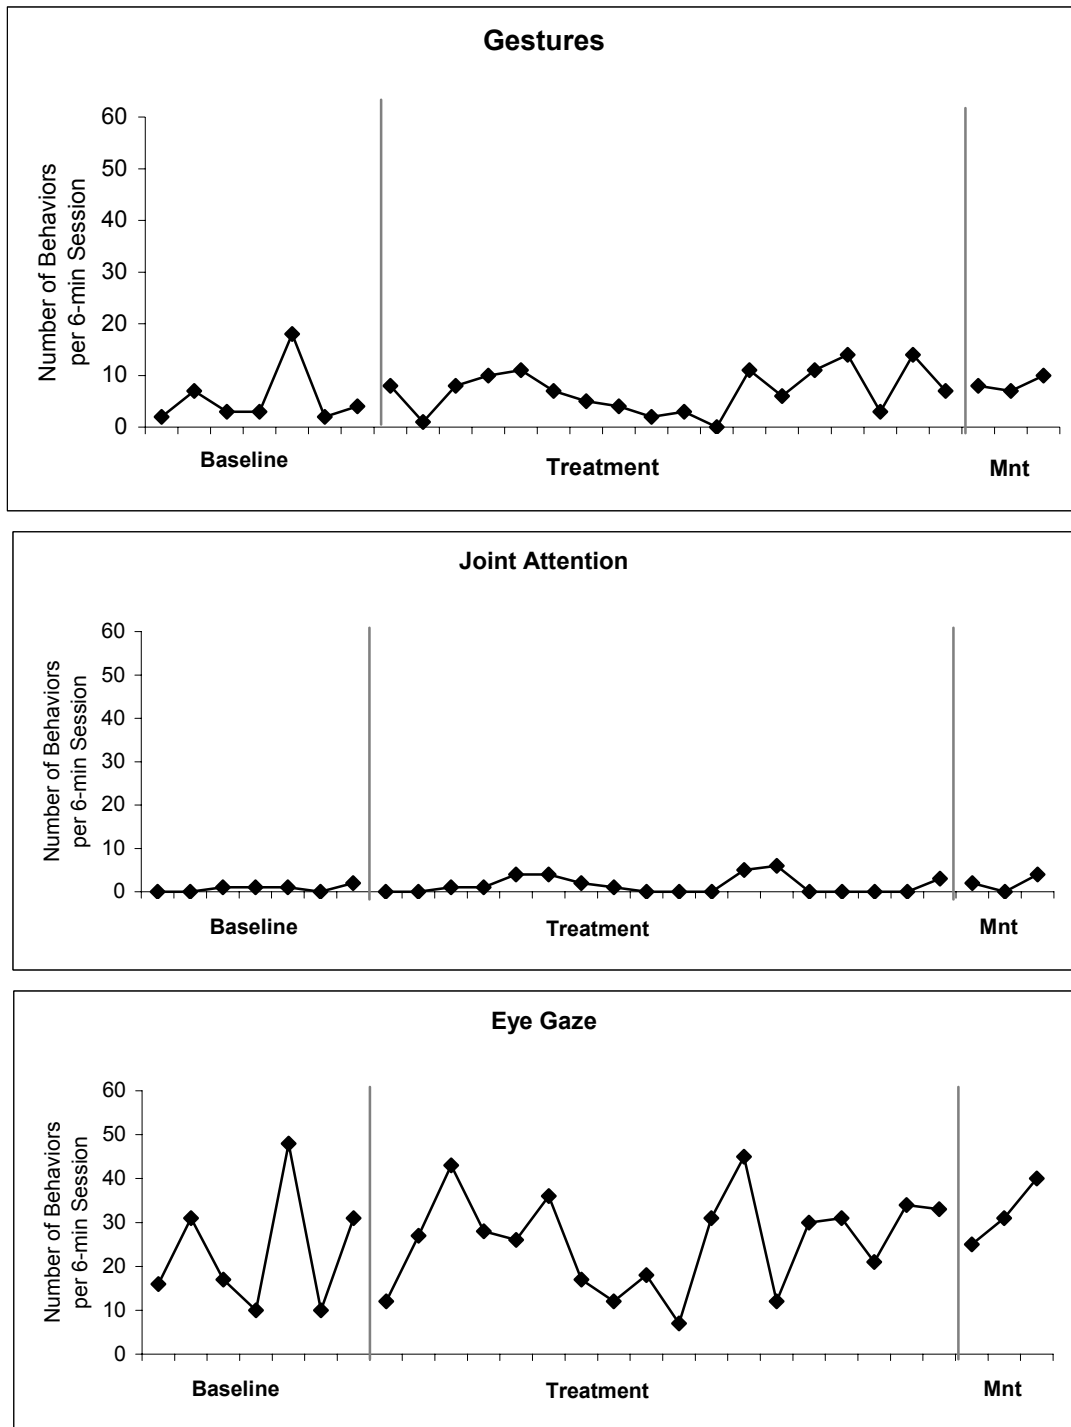 Gestures
Number of Behaviors
per 6-min Session
60
50
40
30
20
10
0
Baseline
Treatment
Mnt
Joint Attention
Number of Behaviors
per 6-min Session
60
50
40
30
20
10
0
Baseline
Treatment
Mnt
Eye Gaze
Number of Behaviors
per 6-min Session
60
50
40
30
20
10
0
Baseline
Treatment
Mnt